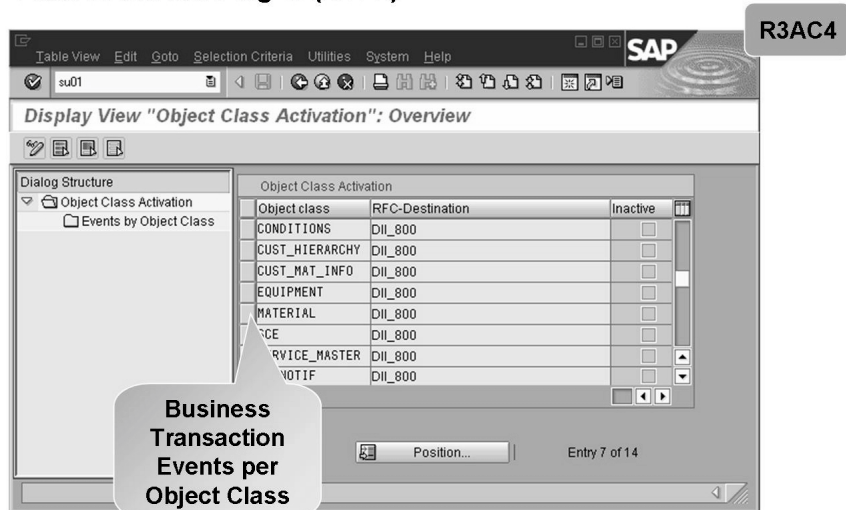 R3AC4
Table View Edit Goto Selection Criteria Utilities System Help
SAP
su01
Display View "Object Class Activation": Overview
Dialog Structure
Object Class Activation
Events by Object Class
Object Class Activation
Object class RFC-Destination Inactive
CONDITIONS DII_800
CUST_HIERARCHY DII_800
CUST_MAT_INFO DII_800
EQUIPMENT DII_800
MATERIAL DII_800
SCE DII_800
SERVICE_MASTER DII_800
NOTIF DII_800
Business
Transaction
Events per
Object Class
Position... Entry 7 of 14